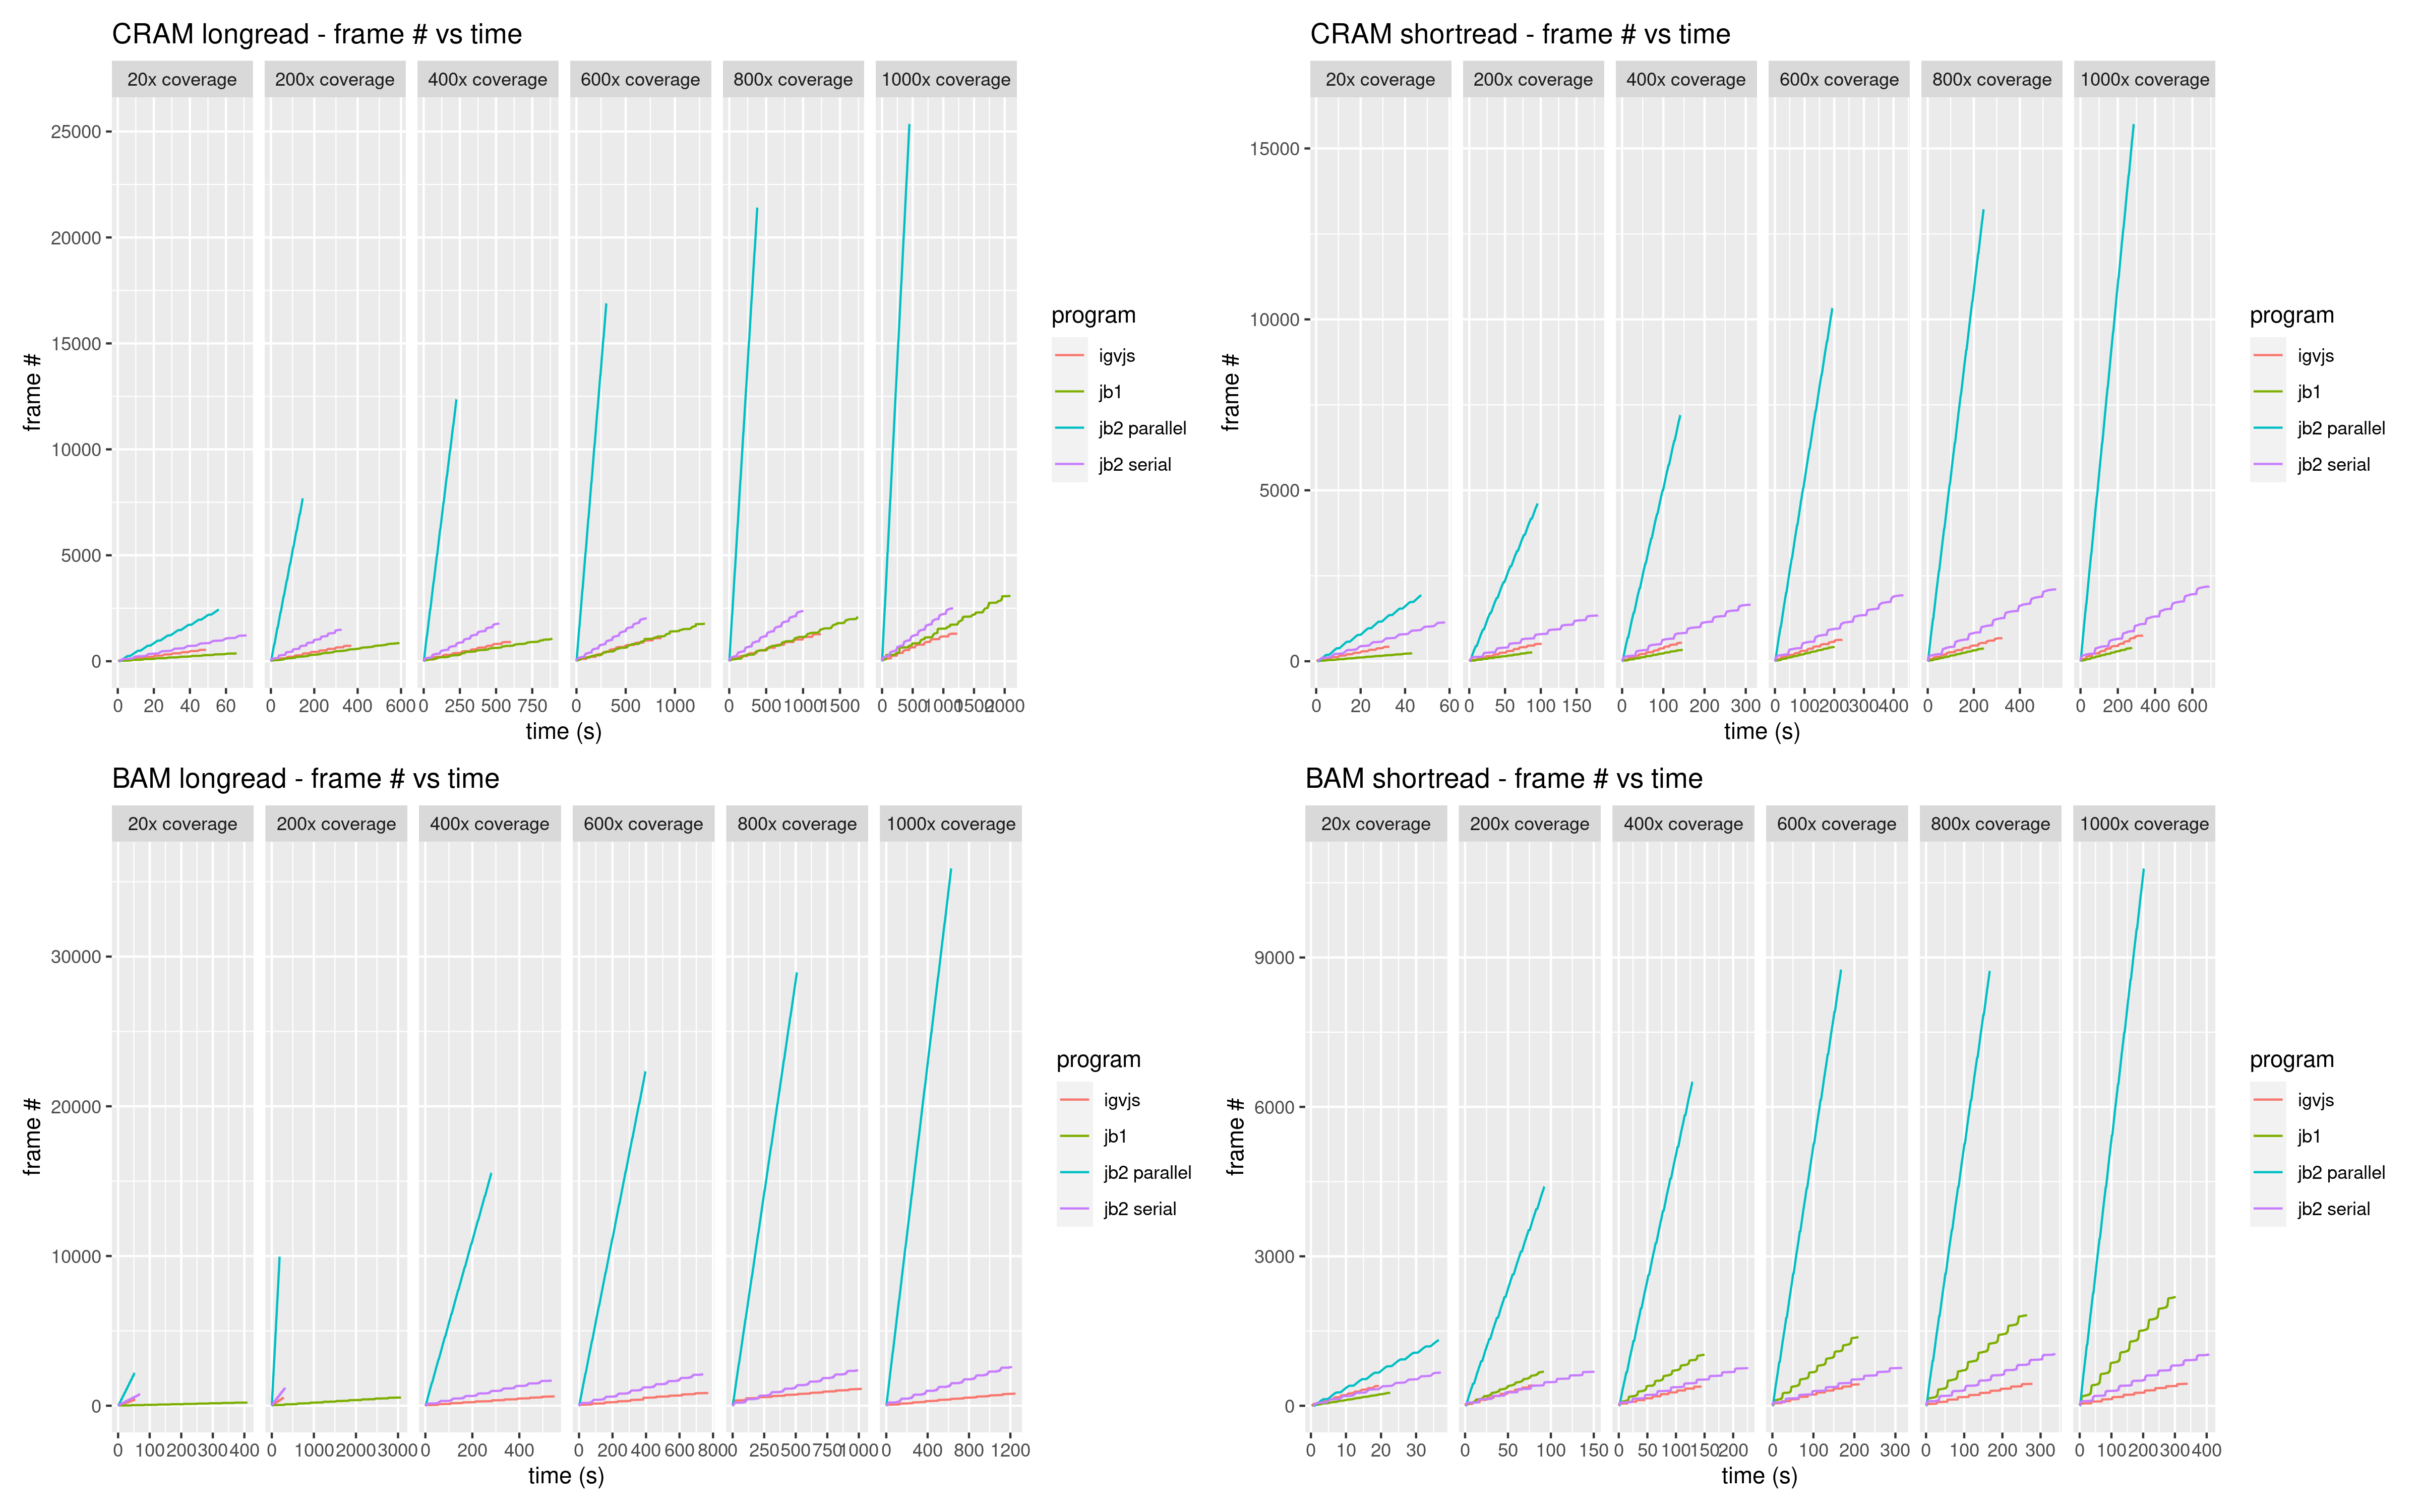 CRAM longread - frame # vs time
20x coverage 200x coverage 400x coverage 600x coverage 800x coverage 1000x coverage
25000
20000
15000
10000
5000
0
frame #
0 20 40 60 0 200 400 600 0 250 500 750 0 500 1000 0 500 1000 1500 0 500 1000 1500 2000
time (s)
program
igvjs
jb1
jb2 parallel
jb2 serial
CRAM shortread - frame # vs time
20x coverage 200x coverage 400x coverage 600x coverage 800x coverage 1000x coverage
15000
10000
5000
0
frame #
0 20 40 60 0 50 100 150 0 100 200 300 0 100 200 300 400 0 200 400 0 200 400 600
time (s)
program
igvjs
jb1
jb2 parallel
jb2 serial
BAM longread - frame # vs time
20x coverage 200x coverage 400x coverage 600x coverage 800x coverage 1000x coverage
30000
20000
10000
0
frame #
0 100 200 300 400 0 1000 2000 3000 0 200 400 0 200 400 600 800 0 250 500 750 1000 0 400 800 1200
time (s)
program
igvjs
jb1
jb2 parallel
jb2 serial
BAM shortread - frame # vs time
20x coverage 200x coverage 400x coverage 600x coverage 800x coverage 1000x coverage
9000
6000
3000
0
frame #
0 10 20 30 0 50 100 150 0 50 100 150 200 0 100 200 300 0 100 200 300 0 100 200 300 400
time (s)
program
igvjs
jb1
jb2 parallel
jb2 serial